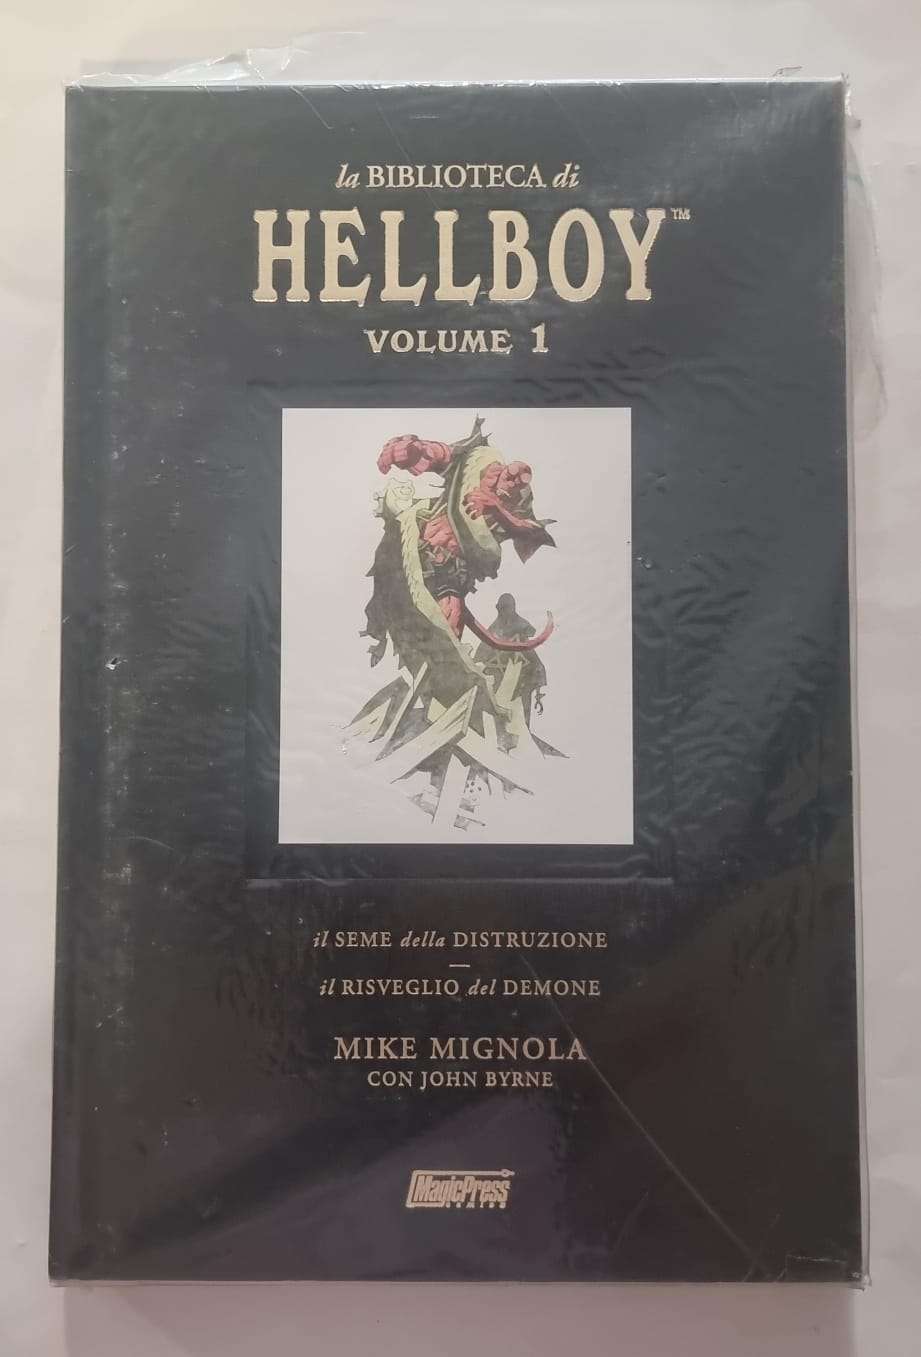 la BIBLIOTECA di
HELLBOY™
VOLUME 1
il SEME della DISTRUZIONE
—
il RISVEGLIO del DEMONE
MIKE MIGNOLA
CON JOHN BYRNE
MagicPress
COMICS